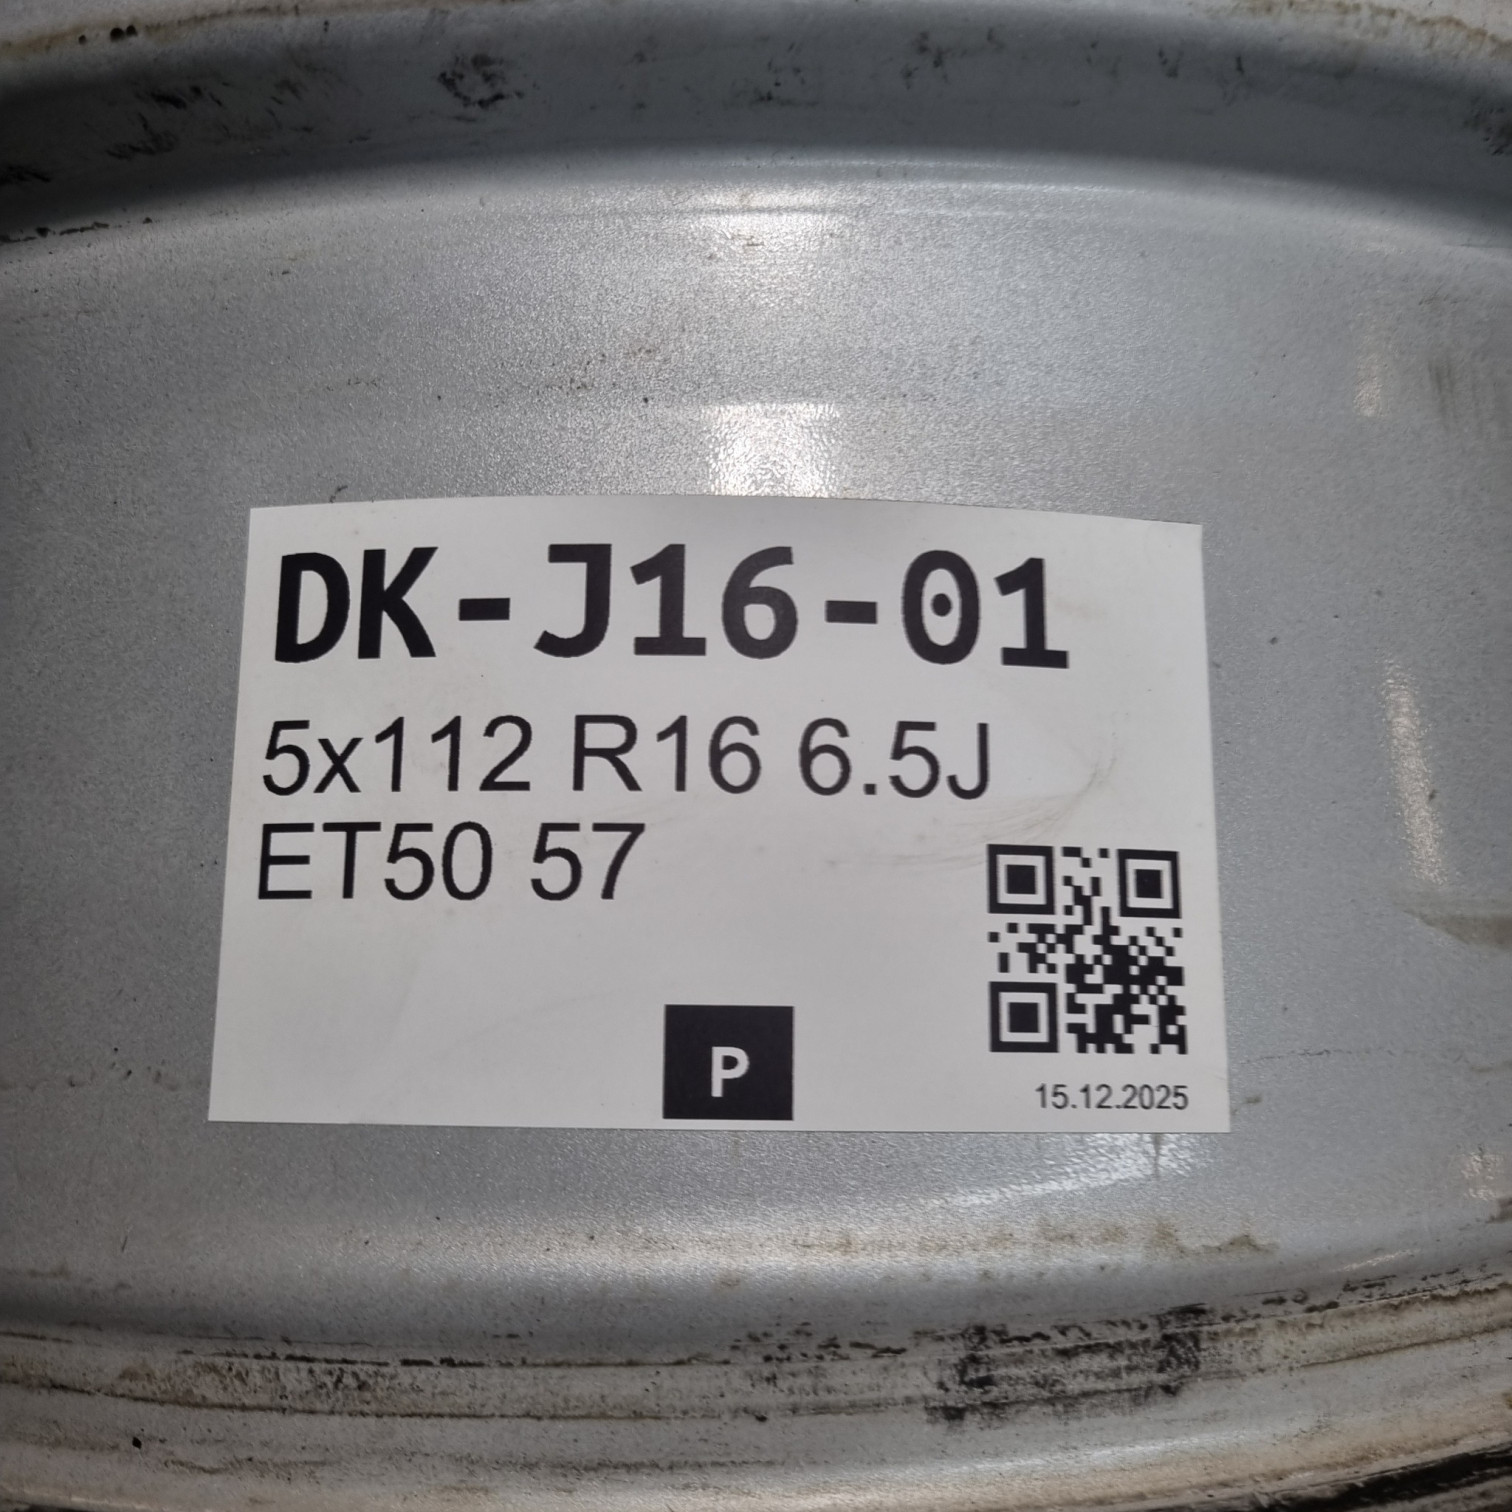 DK-J16-01
5x112 R16 6.5J
ET50 57
P
15.12.2025